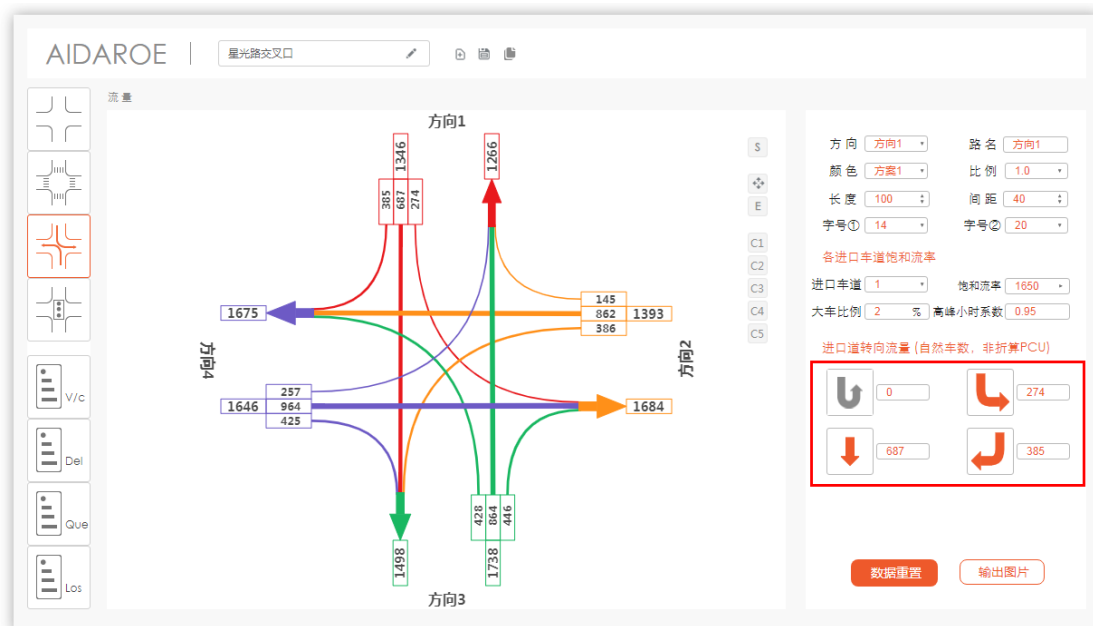 AIDAROE
星光路交叉口
流量
方向1
1346
1266
385
687
274
S
E
C1
C2
C3
C4
C5
145
862
386
1393
1675
方向4
方向2
257
964
425
1646
1684
428
864
446
1498
1738
方向3
V/c
Del
Que
Los
方向 方向1 路名 方向1
颜色 方案1 比例 1.0
长度 100 间距 40
字号① 14 字号② 20
各进口车道饱和流率
进口车道 1 饱和流率 1650
大车比例 2 % 高峰小时系数 0.95
进口道转向流量 (自然车数，非折算PCU)
0 274
687 385
数据重置 输出图片